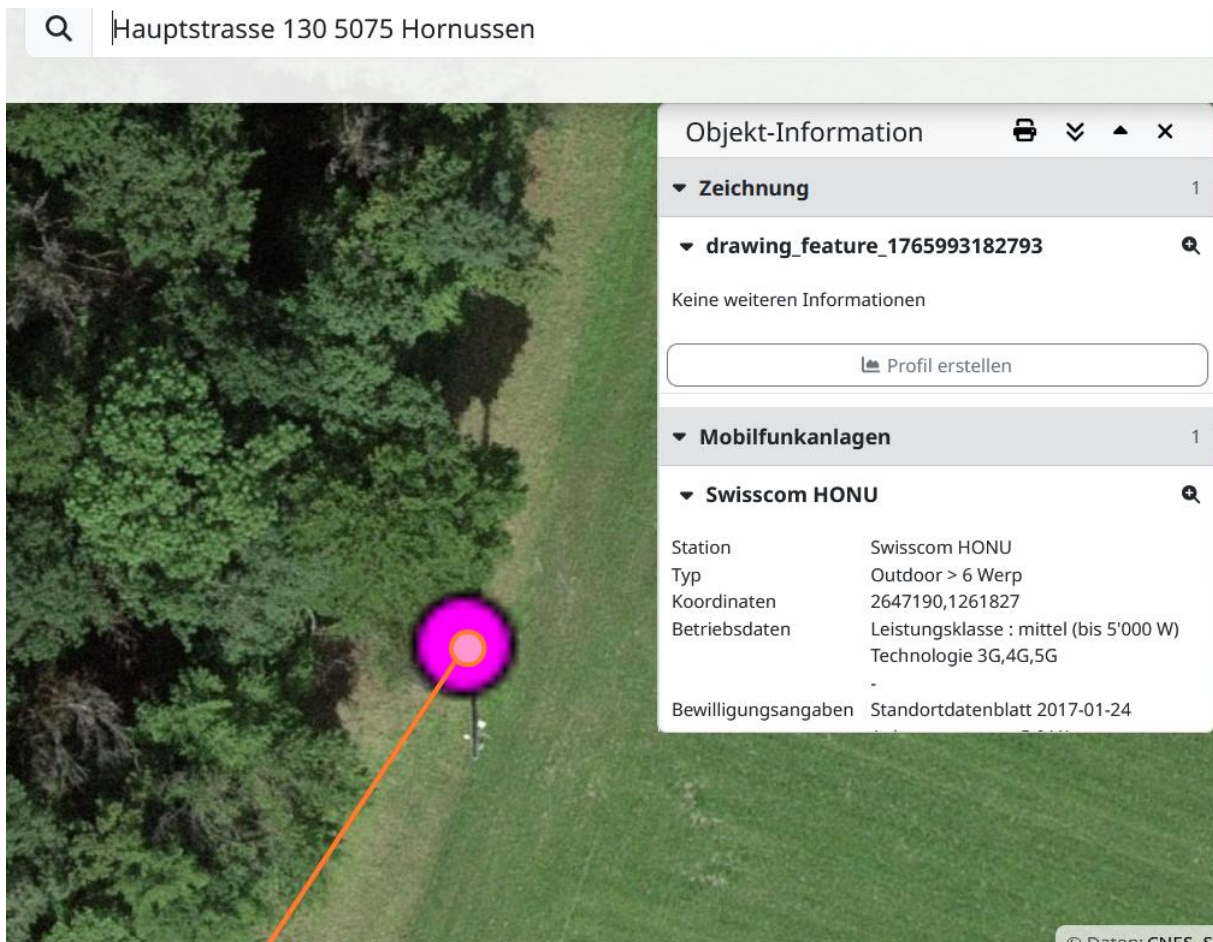 Hauptstrasse 130 5075 Hornussen
Objekt-Information
Zeichnung 1
drawing_feature_1765993182793
Keine weiteren Informationen
Profil erstellen
Mobilfunkanlagen 1
Swisscom HONU
Station Swisscom HONU
Typ Outdoor > 6 Werp
Koordinaten 2647190,1261827
Betriebsdaten Leistungsklasse : mittel (bis 5'000 W)
Technologie 3G,4G,5G
-
Bewilligungsangaben Standortdatenblatt 2017-01-24
© Daten: CNES, S